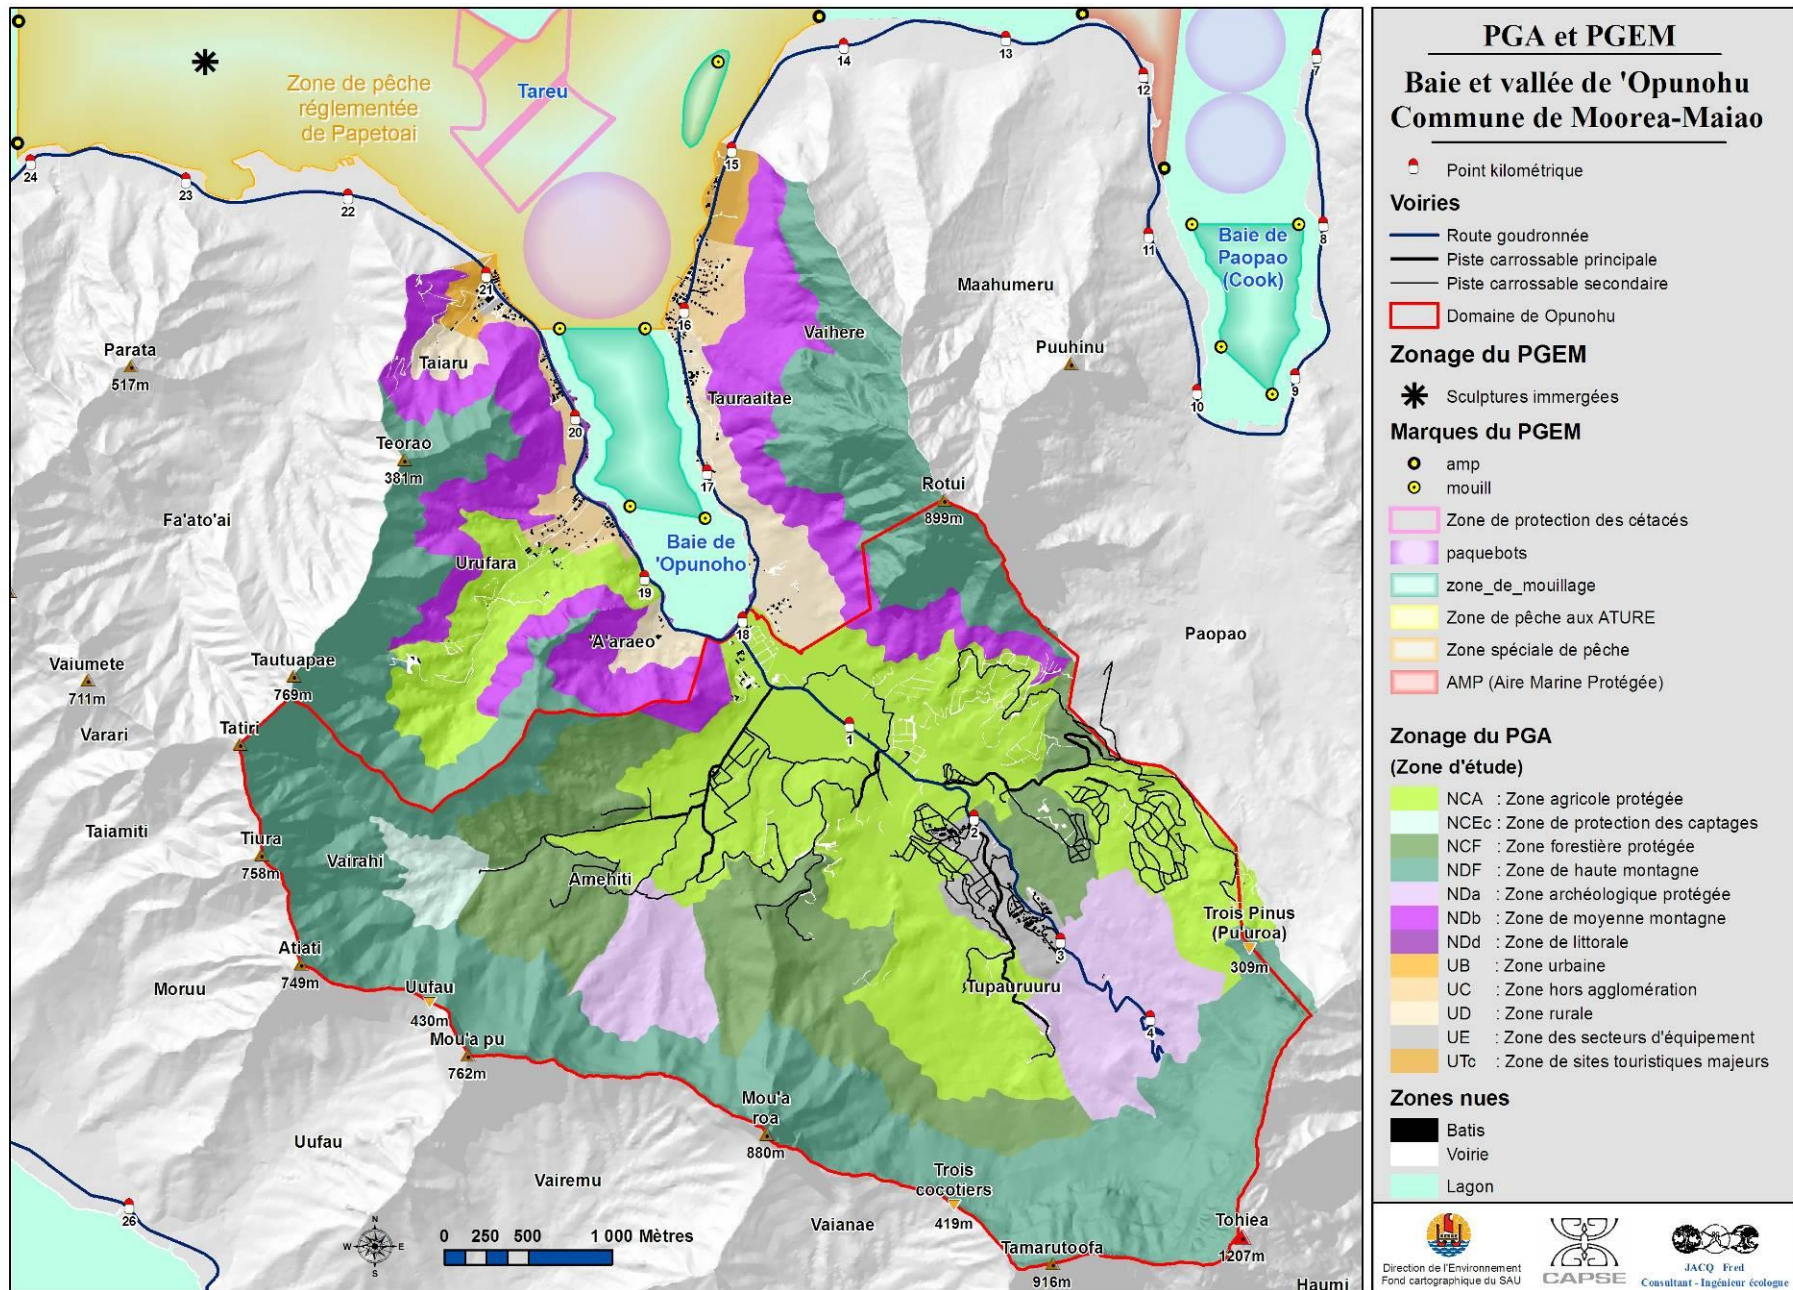 Zone de pêche
réglementée
de Papetoai
Tareu
24
23
22
21
20
19
18
17
16
15
14
13
12
11
10
9
8
7
26
1
2
3
4
Baie de
Paopao
(Cook)
Maahumeru
Puuhinu
Vaihere
Tauraaitae
Parata
517m
Taiaru
Teorao
381m
Fa'ato'ai
Urufara
Baie de
'Opunoho
Rotui
899m
Paopao
'A'araeo
Vaiumete
711m
Varari
Tautuapae
769m
Tatiri
Taiamiti
Tiura
758m
Vairahi
Amehiti
Atiati
749m
Moruu
Uufau
430m
Mou'a pu
762m
Trois Pinus
(Pu'uroa)
309m
Tupauruuru
Mou'a
roa
880m
Uufau
Vairemu
Vaianae
Trois
cocotiers
419m
Tamarutoofa
916m
Tohiea
1207m
Haumi
N
W
E
S
0 250 500 1 000 Mètres
PGA et PGEM
Baie et vallée de 'Opunohu
Commune de Moorea-Maiao
Point kilométrique
Voiries
Route goudronnée
Piste carrossable principale
Piste carrossable secondaire
Domaine de Opunohu
Zonage du PGEM
Sculptures immergées
Marques du PGEM
amp
mouill
Zone de protection des cétacés
paquebots
zone_de_mouillage
Zone de pêche aux ATURE
Zone spéciale de pêche
AMP (Aire Marine Protégée)
Zonage du PGA
(Zone d'étude)
NCA : Zone agricole protégée
NCEc : Zone de protection des captages
NCF : Zone forestière protégée
NDF : Zone de haute montagne
NDa : Zone archéologique protégée
NDb : Zone de moyenne montagne
NDd : Zone de littorale
UB : Zone urbaine
UC : Zone hors agglomération
UD : Zone rurale
UE : Zone des secteurs d'équipement
UTc : Zone de sites touristiques majeurs
Zones nues
Batis
Voirie
Lagon
Direction de l'Environnement
Fond cartographique du SAU
CAPSE
JACQ Fred
Consultant - Ingénieur écologue